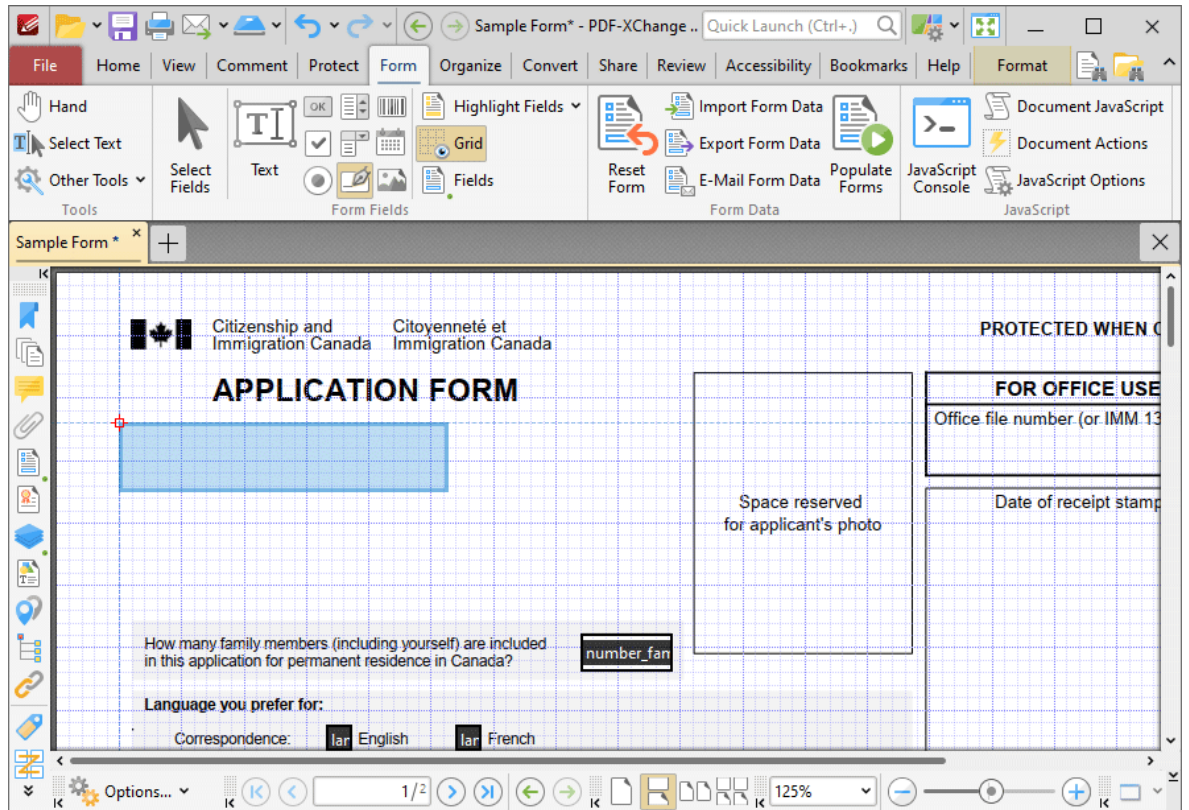 Sample Form* - PDF-XChange ..
Quick Launch (Ctrl+.)
File Home View Comment Protect Form Organize Convert Share Review Accessibility Bookmarks Help Format
Hand
Select Text
Other Tools
Tools
Select Fields
Text
OK
Highlight Fields
Grid
Fields
Form Fields
Reset Form
Import Form Data
Export Form Data
E-Mail Form Data
Populate Forms
Form Data
JavaScript Console
Document JavaScript
Document Actions
JavaScript Options
JavaScript
Sample Form *
Citizenship and
Immigration Canada
Citoyenneté et
Immigration Canada
PROTECTED WHEN
APPLICATION FORM
FOR OFFICE USE
Office file number (or IMM 13
Space reserved
for applicant's photo
Date of receipt stamp
How many family members (including yourself) are included
in this application for permanent residence in Canada?
number_fam
Language you prefer for:
Correspondence: lar English lar French
Options...
1/2
125%